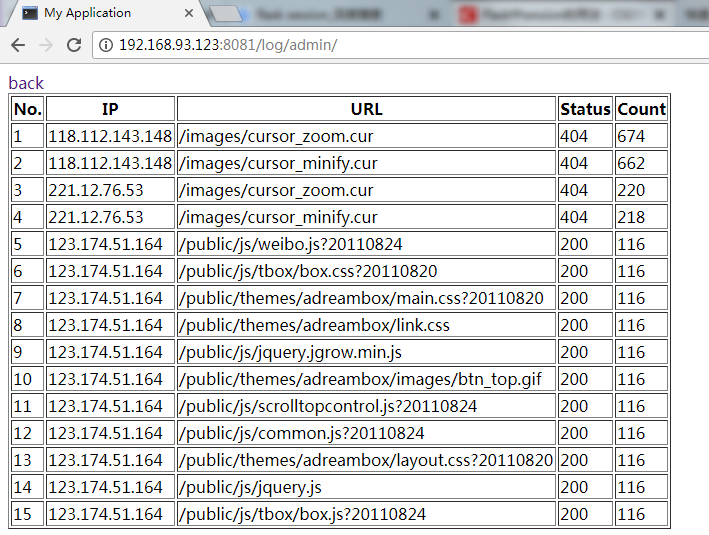 My Application
192.168.93.123:8081/log/admin/
back
No. IP URL Status Count
1 118.112.143.148 /images/cursor_zoom.cur 404 674
2 118.112.143.148 /images/cursor_minify.cur 404 662
3 221.12.76.53 /images/cursor_zoom.cur 404 220
4 221.12.76.53 /images/cursor_minify.cur 404 218
5 123.174.51.164 /public/js/weibo.js?20110824 200 116
6 123.174.51.164 /public/js/tbox/box.css?20110820 200 116
7 123.174.51.164 /public/themes/adreambox/main.css?20110820 200 116
8 123.174.51.164 /public/themes/adreambox/link.css 200 116
9 123.174.51.164 /public/js/jquery.jgrow.min.js 200 116
10 123.174.51.164 /public/themes/adreambox/images/btn_top.gif 200 116
11 123.174.51.164 /public/js/scrolltopcontrol.js?20110824 200 116
12 123.174.51.164 /public/js/common.js?20110824 200 116
13 123.174.51.164 /public/themes/adreambox/layout.css?20110820 200 116
14 123.174.51.164 /public/js/jquery.js 200 116
15 123.174.51.164 /public/js/tbox/box.js?20110824 200 116